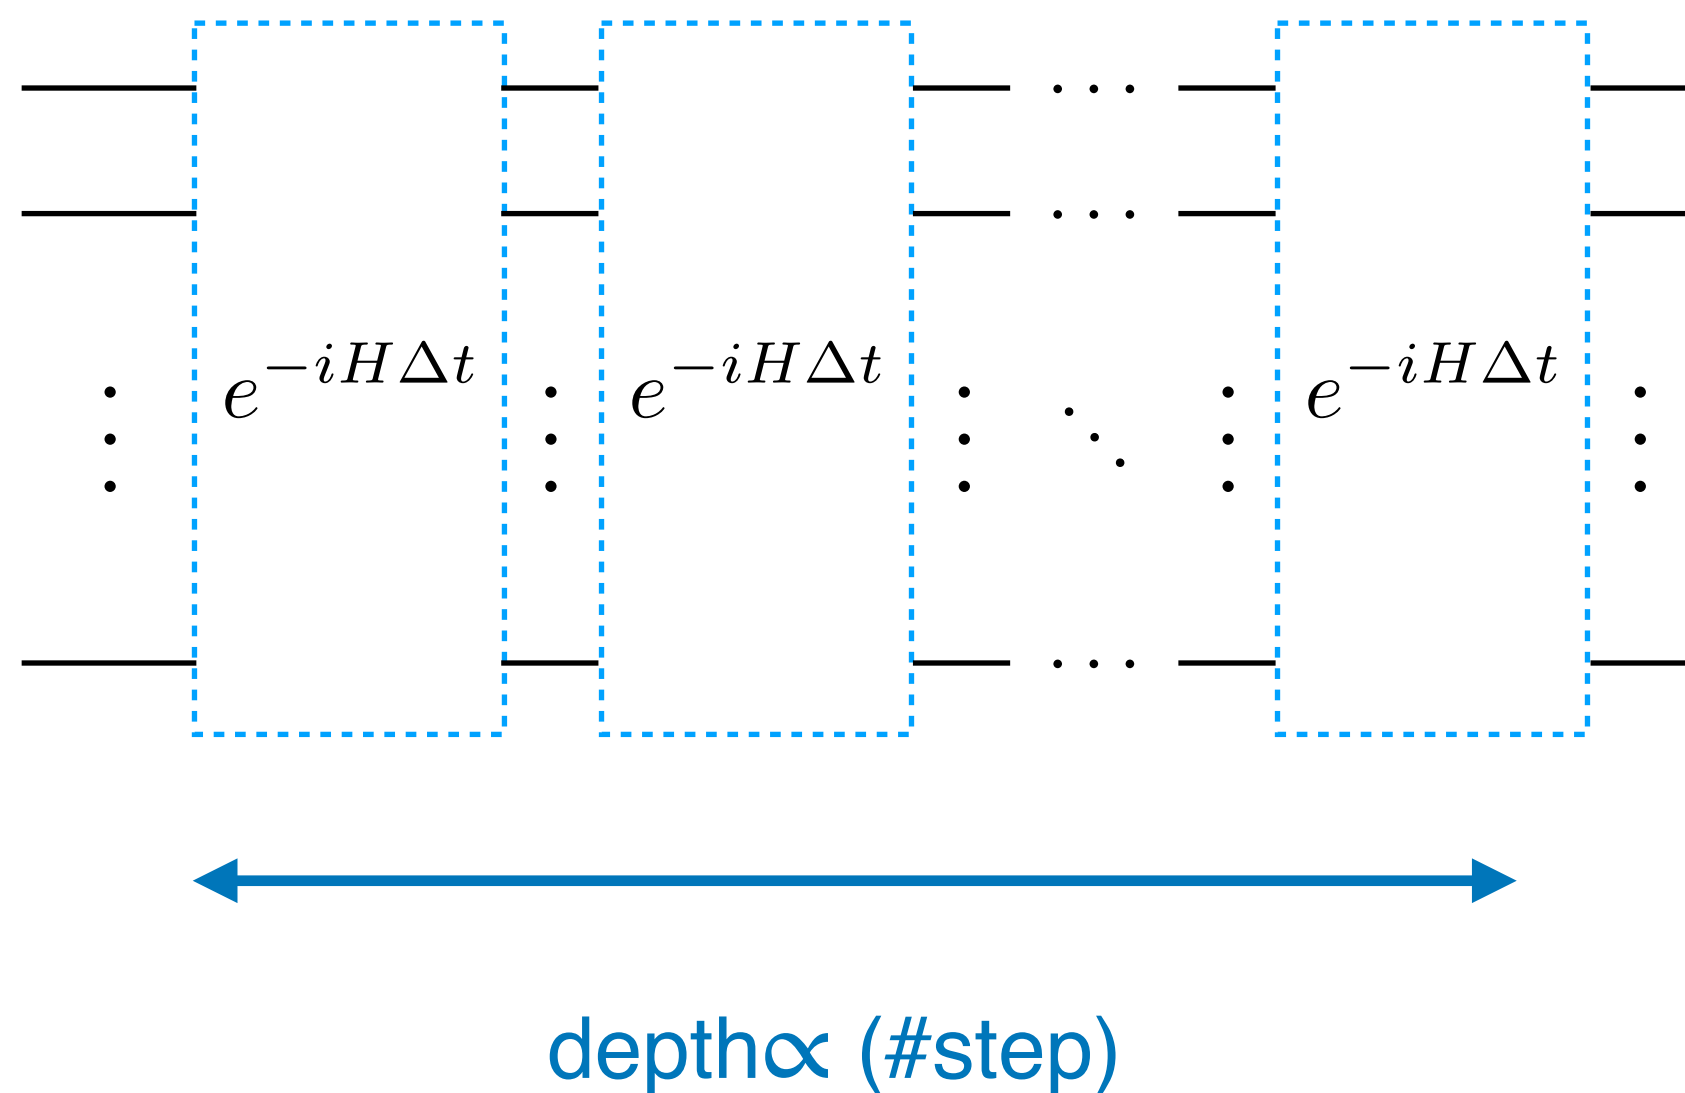 e^{-iHΔt} e^{-iHΔt} e^{-iHΔt}
depth∝ (#step)